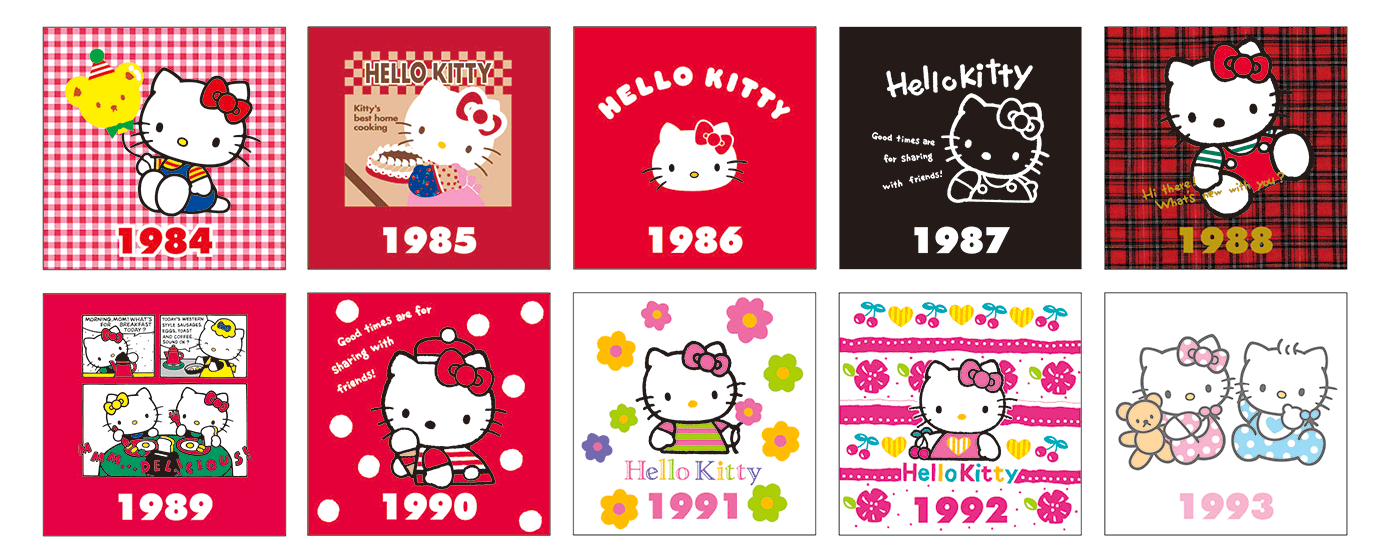 1984
HELLO KITTY
Kitty's
best home
cooking
1985
HELLO KITTY
1986
Hello Kitty
Good times are
for sharing
with friends!
1987
Hi there!
What's new with you?
1988
MORNING, MOM! WHAT'S
FOR BREAKFAST
TODAY?
TODAY'S WESTERN
STYLE SAUSAGES,
EGGS, TOAST
AND COFFEE.
SOUND OK?
MMM...DELICIOUS!
1989
Good times are for
sharing with
friends!
1990
Hello Kitty
1991
Hello Kitty
1992
1993